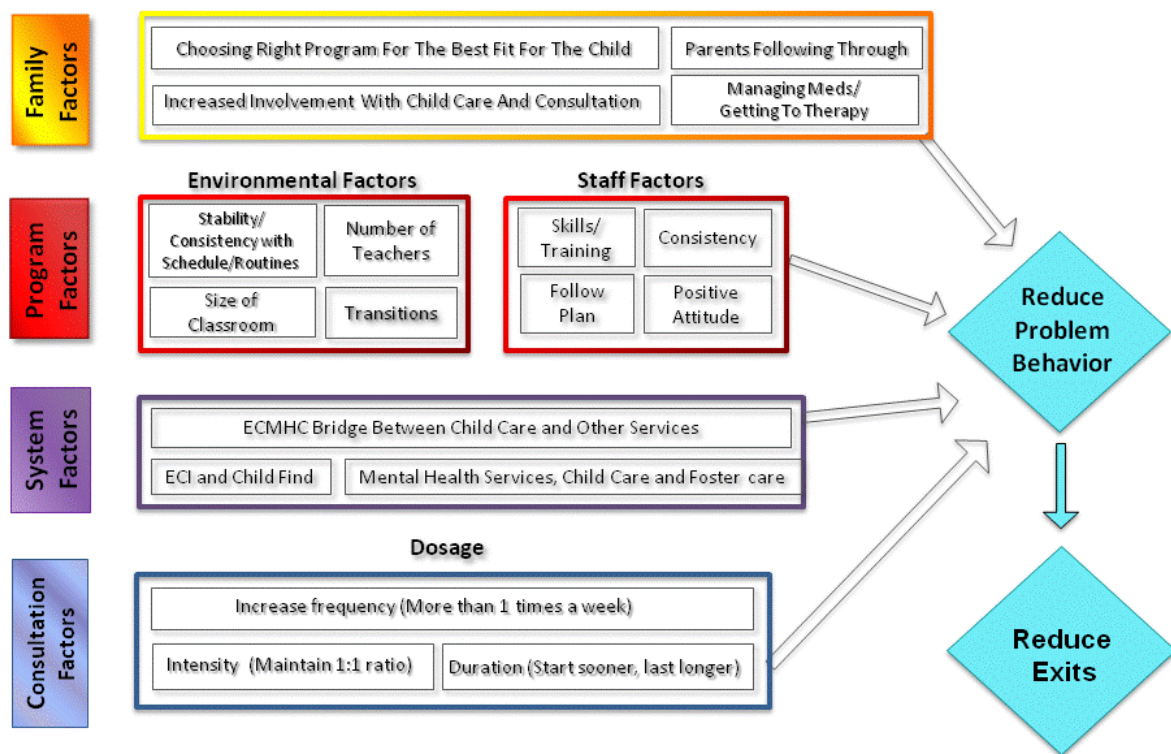 Family
Factors
Choosing Right Program For The Best Fit For The Child
Parents Following Through
Increased Involvement With Child Care And Consultation
Managing Meds/
Getting To Therapy
Program
Factors
Environmental Factors
Stability/
Consistency with
Schedule/Routines
Number of
Teachers
Size of
Classroom
Transitions
Staff Factors
Skills/
Training
Consistency
Follow
Plan
Positive
Attitude
System
Factors
ECMHC Bridge Between Child Care and Other Services
ECI and Child Find
Mental Health Services, Child Care and Foster care
Consultation
Factors
Dosage
Increase frequency (More than 1 times a week)
Intensity (Maintain 1:1 ratio)
Duration (Start sooner, last longer)
Reduce
Problem
Behavior
Reduce
Exits